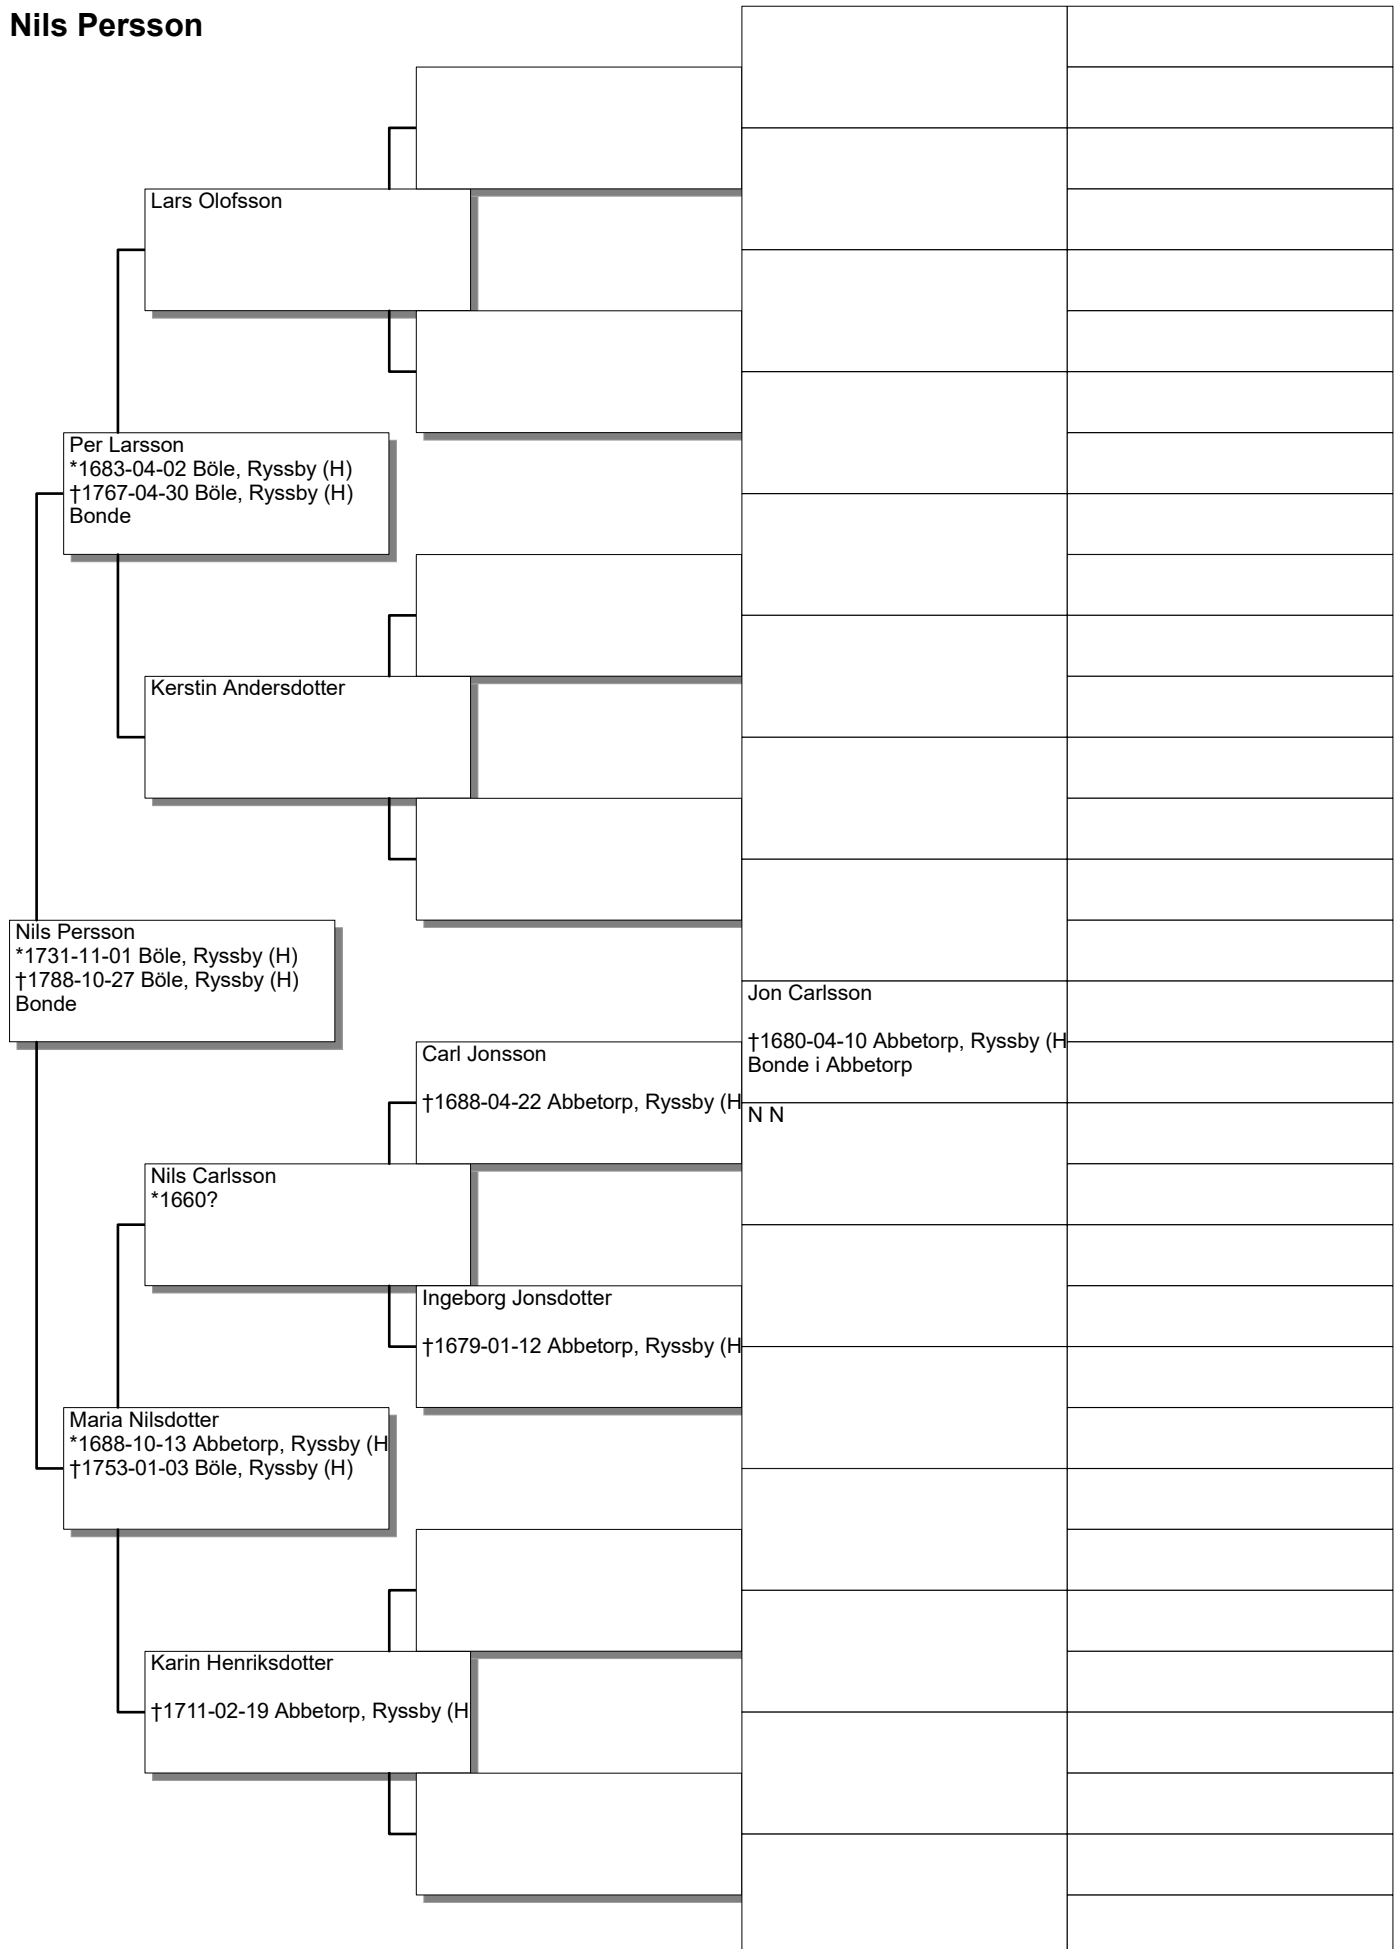 Nils Persson
Lars Olofsson
Per Larsson
*1683-04-02 Böle, Ryssby (H)
†1767-04-30 Böle, Ryssby (H)
Bonde
Kerstin Andersdotter
Nils Persson
*1731-11-01 Böle, Ryssby (H)
†1788-10-27 Böle, Ryssby (H)
Bonde
Jon Carlsson
†1680-04-10 Abbetorp, Ryssby (H
Bonde i Abbetorp
Carl Jonsson
†1688-04-22 Abbetorp, Ryssby (H
N N
Nils Carlsson
*1660?
Ingeborg Jonsdotter
†1679-01-12 Abbetorp, Ryssby (H
Maria Nilsdotter
*1688-10-13 Abbetorp, Ryssby (H
†1753-01-03 Böle, Ryssby (H)
Karin Henriksdotter
†1711-02-19 Abbetorp, Ryssby (H